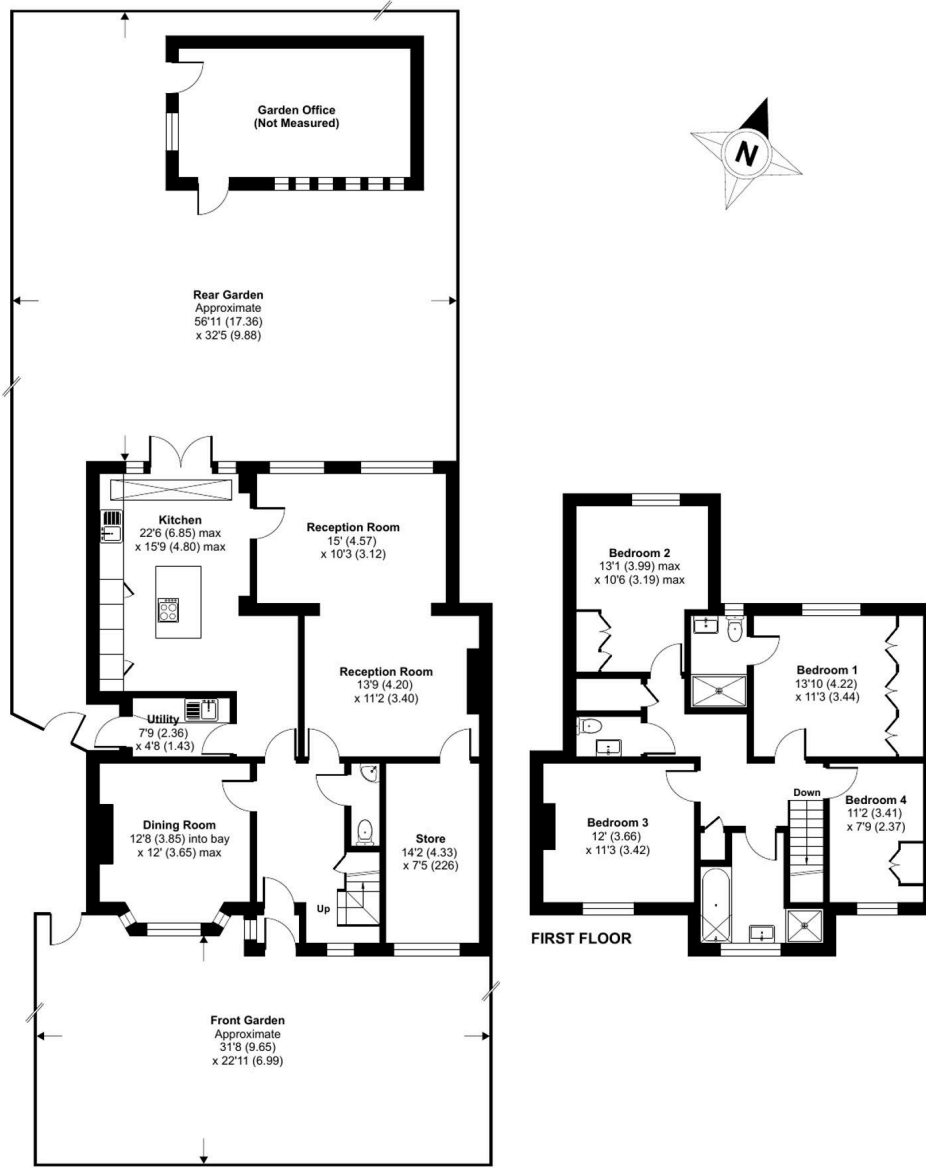 Garden Office
(Not Measured)
N
Rear Garden
Approximate
56'11 (17.36)
x 32'5 (9.88)
Kitchen
22'6 (6.85) max
x 15'9 (4.80) max
Reception Room
15' (4.57)
x 10'3 (3.12)
Reception Room
13'9 (4.20)
x 11'2 (3.40)
Utility
7'9 (2.36)
x 4'8 (1.43)
Dining Room
12'8 (3.85) into bay
x 12' (3.65) max
Store
14'2 (4.33)
x 7'5 (226)
Up
Front Garden
Approximate
31'8 (9.65)
x 22'11 (6.99)
Bedroom 2
13'1 (3.99) max
x 10'6 (3.19) max
Bedroom 1
13'10 (4.22)
x 11'3 (3.44)
Bedroom 3
12' (3.66)
x 11'3 (3.42)
Down
Bedroom 4
11'2 (3.41)
x 7'9 (2.37)
FIRST FLOOR